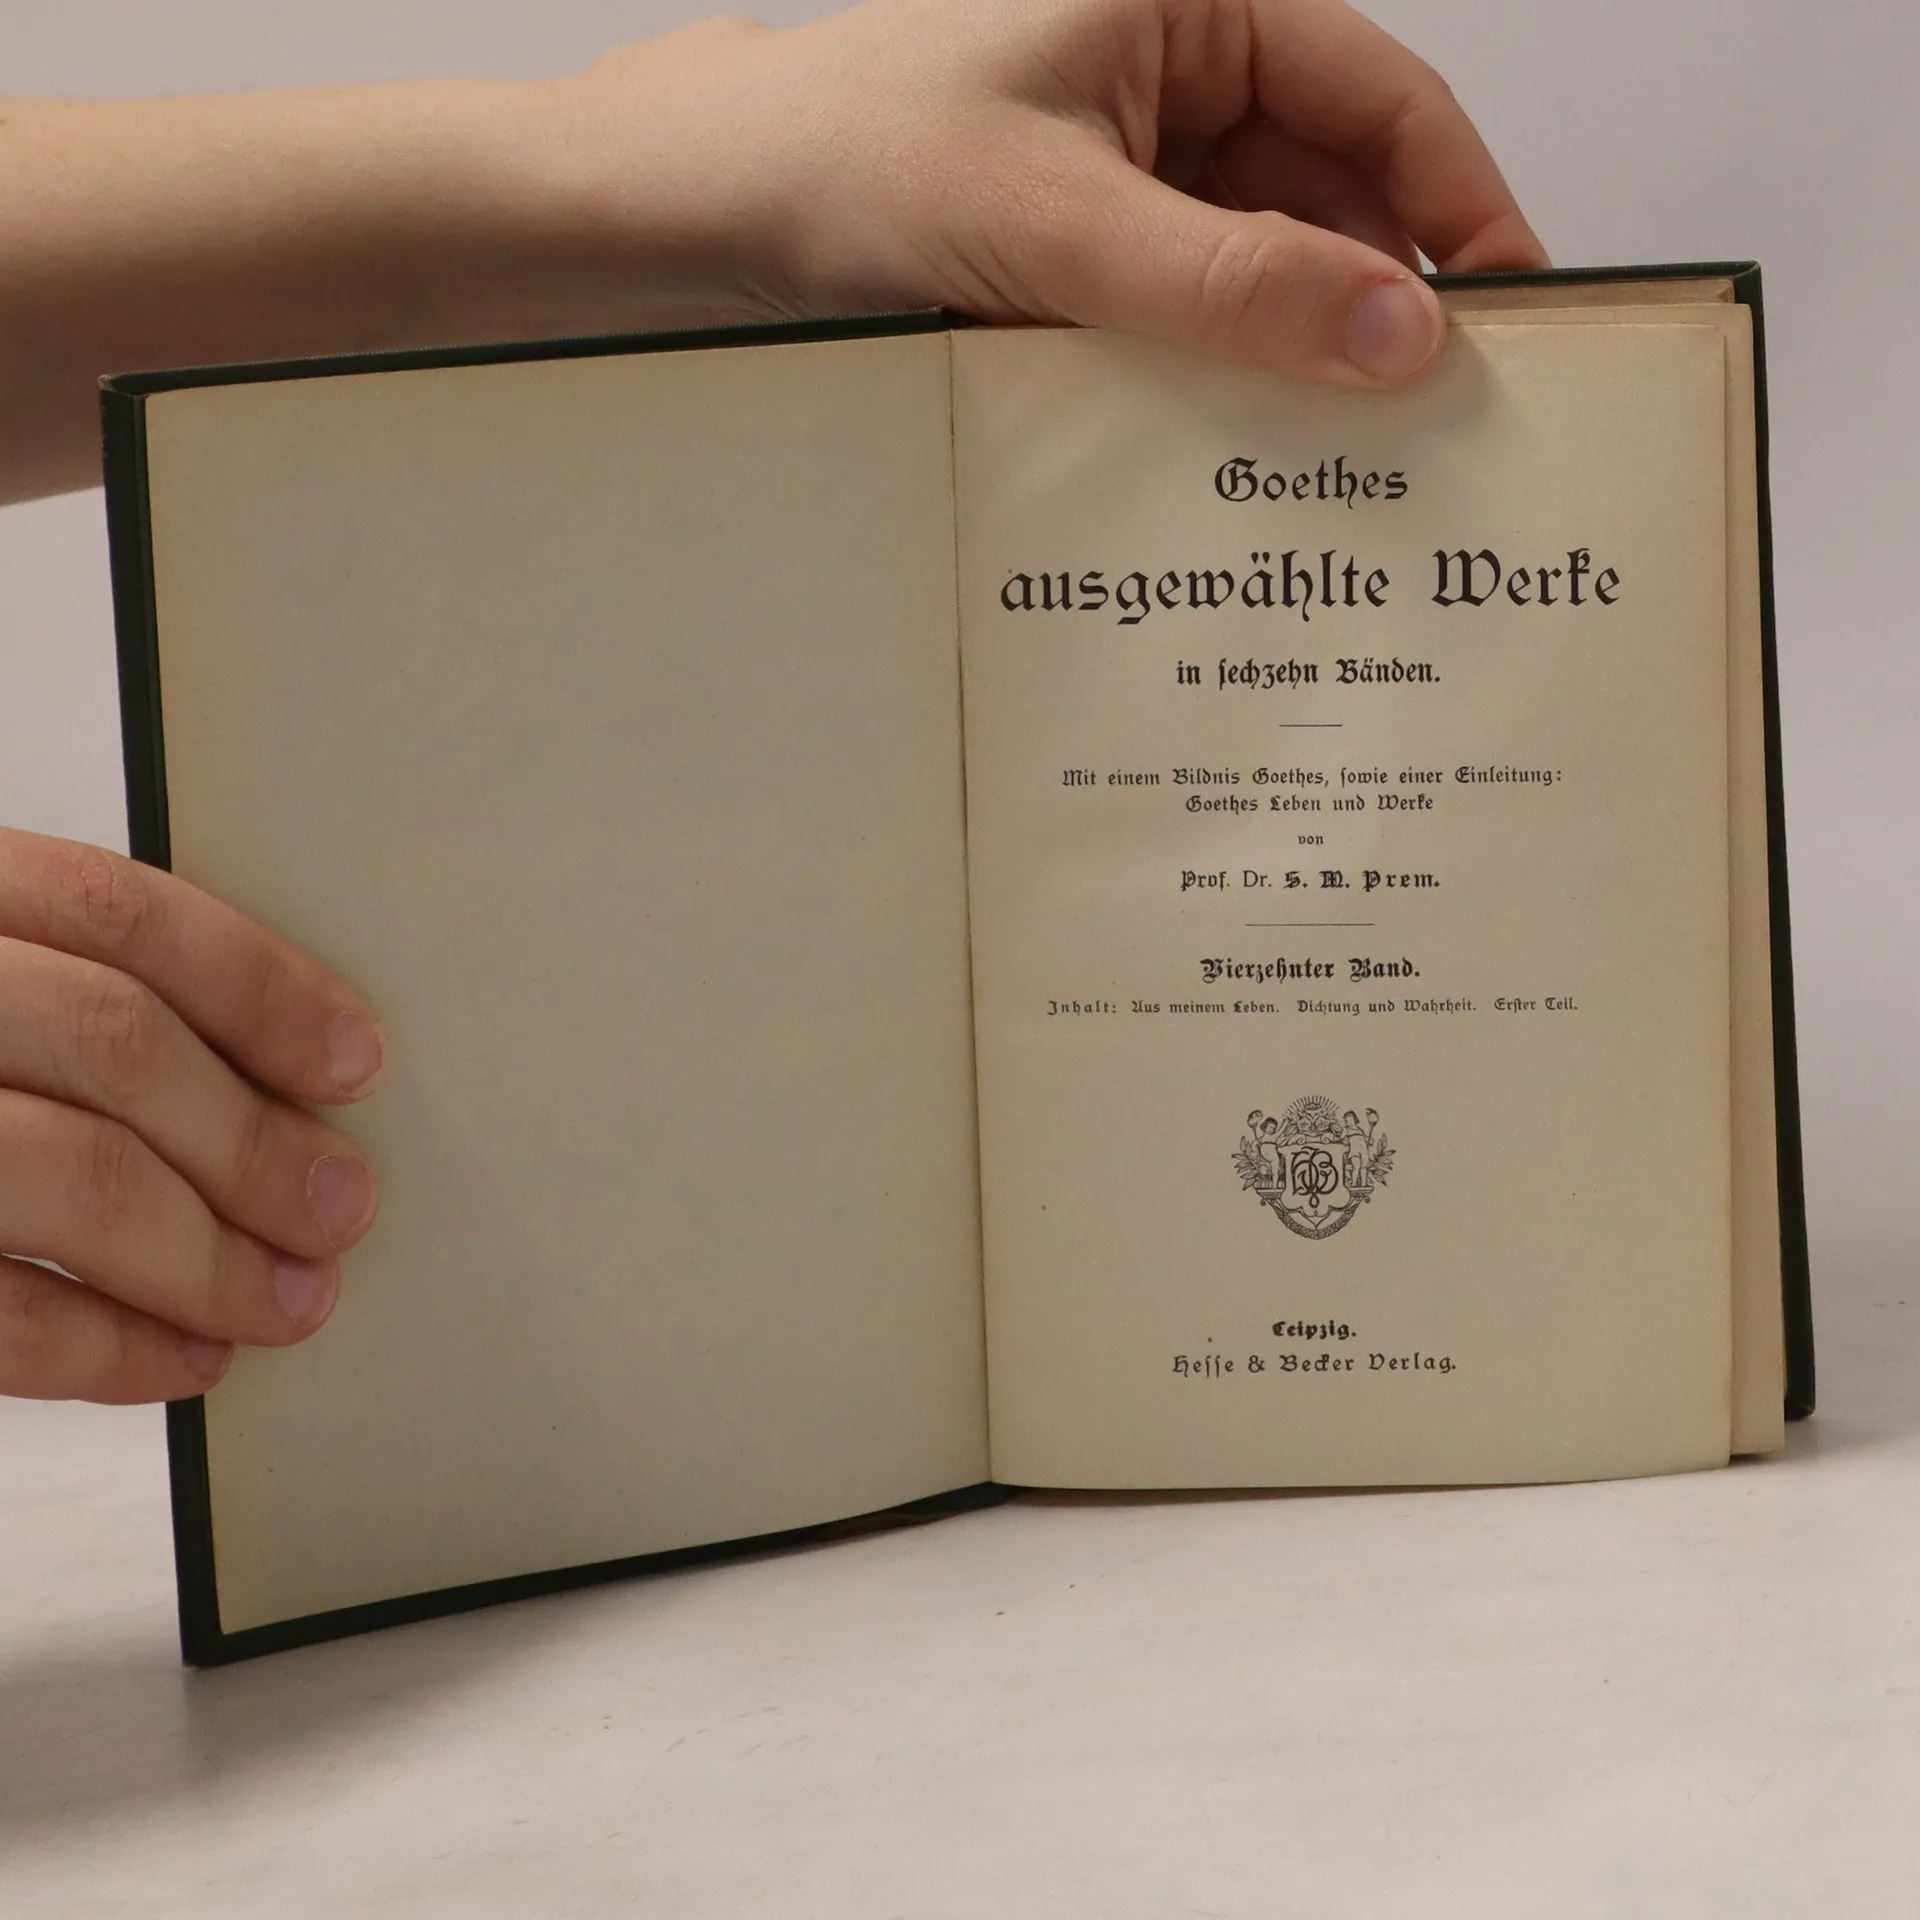 Goethes
ausgewählte Werke
in sechzehn Bänden.
Mit einem Bildnis Goethes, sowie einer Einleitung:
Goethes Leben und Werke
von
Prof. Dr. S. M. Prem.
Vierzehnter Band.
Inhalt: Aus meinem Leben. Dichtung und Wahrheit. Erster Teil.
Leipzig.
Hesse & Becker Verlag.